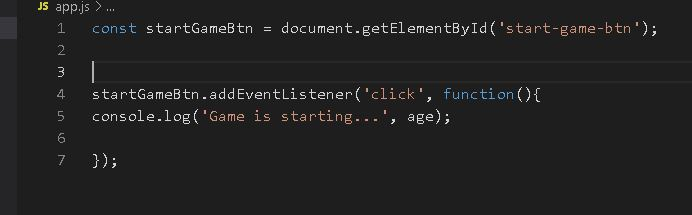 JS app.js > ...
1 const startGameBtn = document.getElementById('start-game-btn');
2
3
4 startGameBtn.addEventListener('click', function(){
5 console.log('Game is starting...', age);
6
7 });